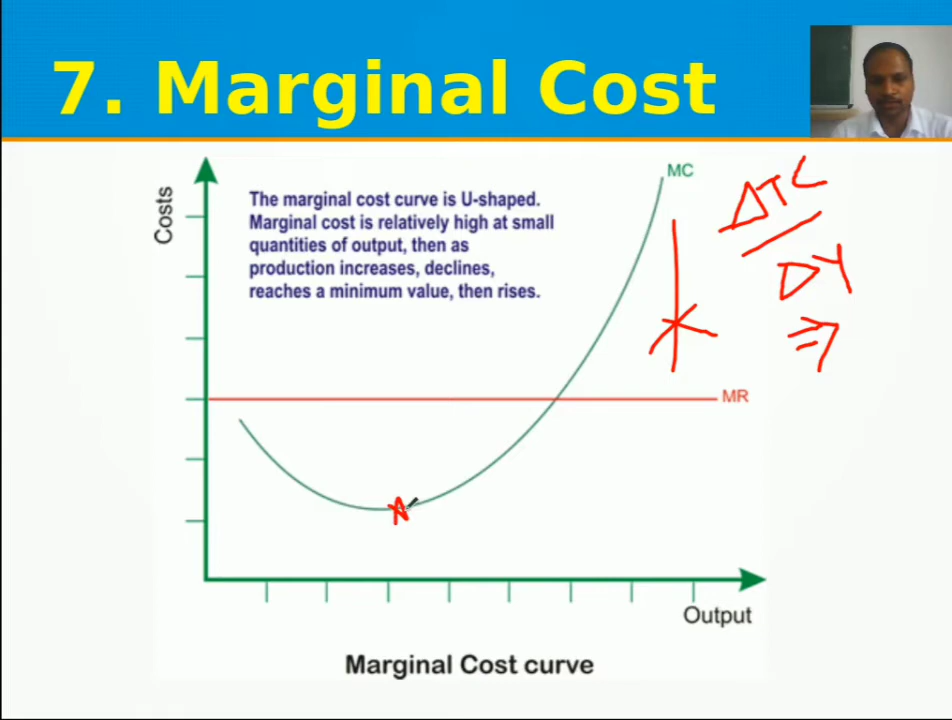 7. Marginal Cost
MC
Costs
The marginal cost curve is U-shaped.
Marginal cost is relatively high at small
quantities of output, then as
production increases, declines,
reaches a minimum value, then rises.
ΔTC
ΔY
⇒
MR
Output
Marginal Cost curve